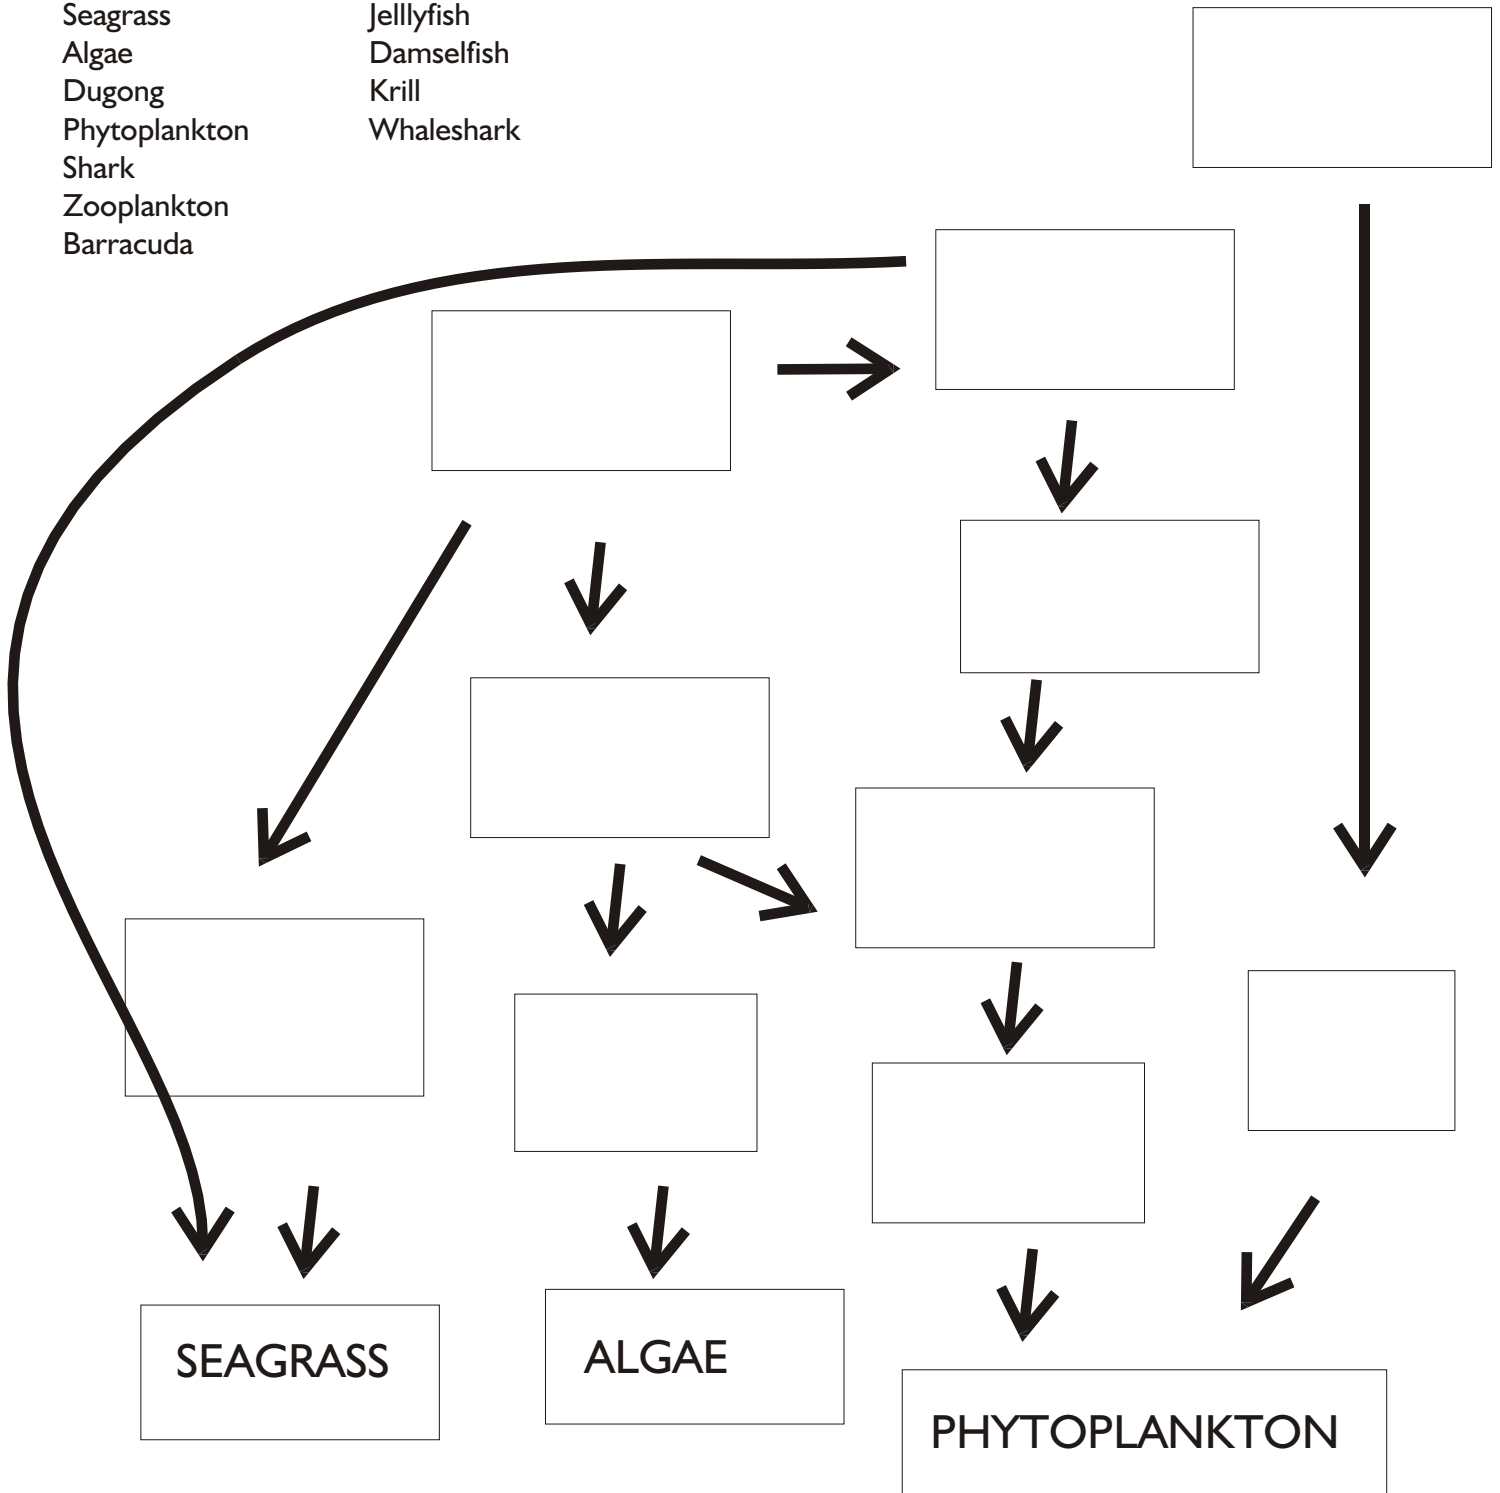 Seagrass
Algae
Dugong
Phytoplankton
Shark
Zooplankton
Barracuda
Jelllyfish
Damselfish
Krill
Whaleshark
SEAGRASS
ALGAE
PHYTOPLANKTON